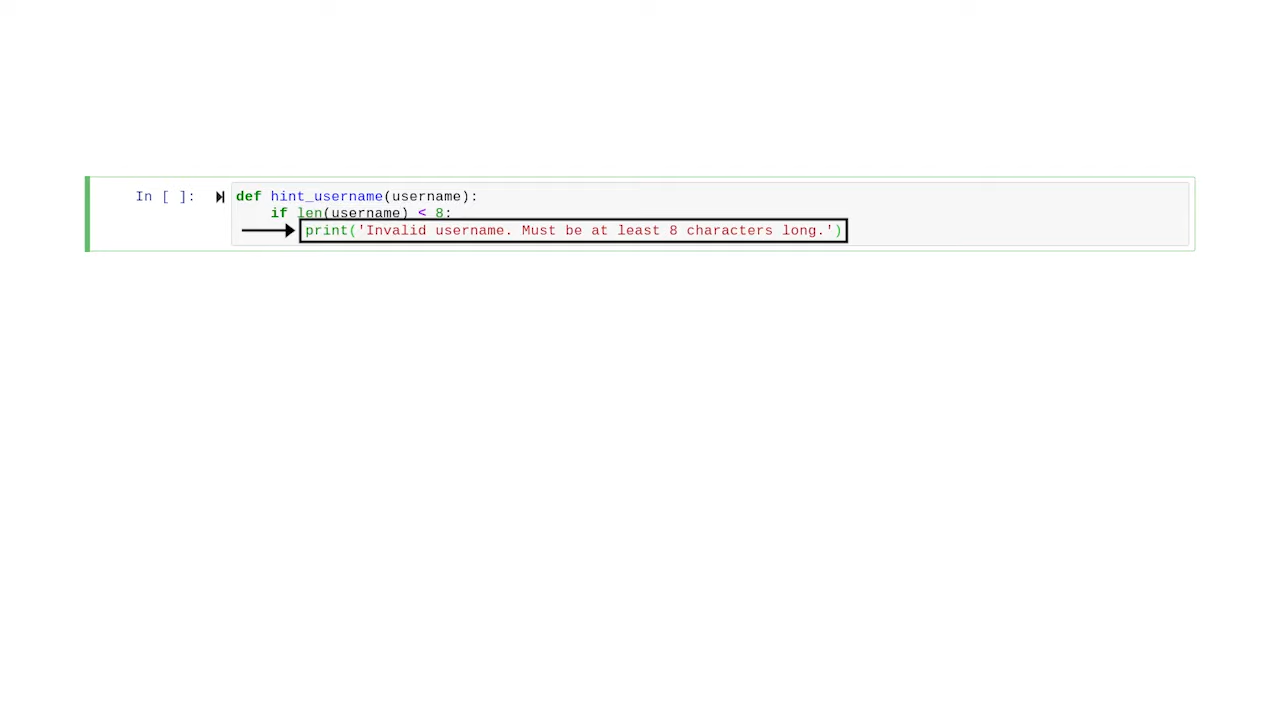 In [ ]:
def hint_username(username):
if len(username) < 8:
print('Invalid username. Must be at least 8 characters long.')